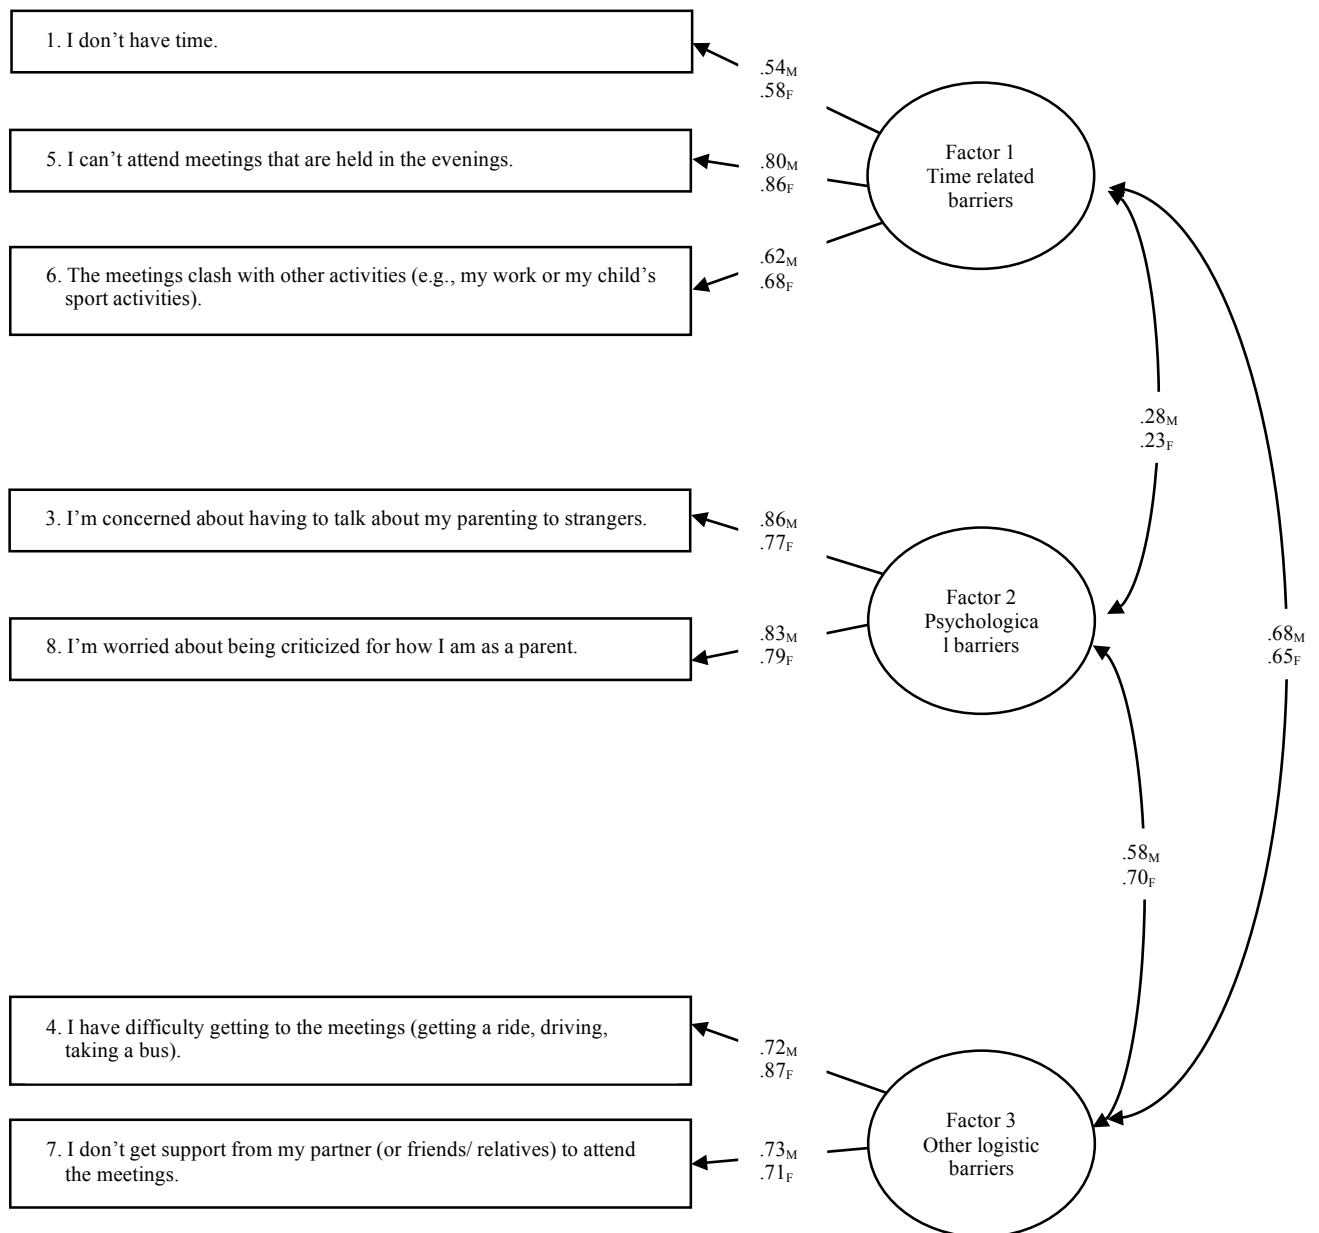 1. I don’t have time.
.54M
.58F
5. I can’t attend meetings that are held in the evenings.
.80M
.86F
Factor 1
Time related
barriers
6. The meetings clash with other activities (e.g., my work or my child’s
sport activities).
.62M
.68F
.28M
.23F
3. I’m concerned about having to talk about my parenting to strangers.
.86M
.77F
8. I’m worried about being criticized for how I am as a parent.
.83M
.79F
Factor 2
Psychologica
l barriers
.68M
.65F
.58M
.70F
4. I have difficulty getting to the meetings (getting a ride, driving,
taking a bus).
.72M
.87F
7. I don’t get support from my partner (or friends/ relatives) to attend
the meetings.
.73M
.71F
Factor 3
Other logistic
barriers